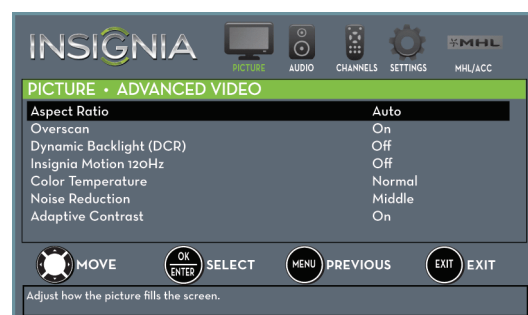 INSIGNIA
PICTURE AUDIO CHANNELS SETTINGS MHL MHL/ACC
PICTURE • ADVANCED VIDEO
Aspect Ratio Auto
Overscan On
Dynamic Backlight (DCR) Off
Insignia Motion 120Hz Off
Color Temperature Normal
Noise Reduction Middle
Adaptive Contrast On
MOVE OK ENTER SELECT MENU PREVIOUS EXIT EXIT
Adjust how the picture fills the screen.